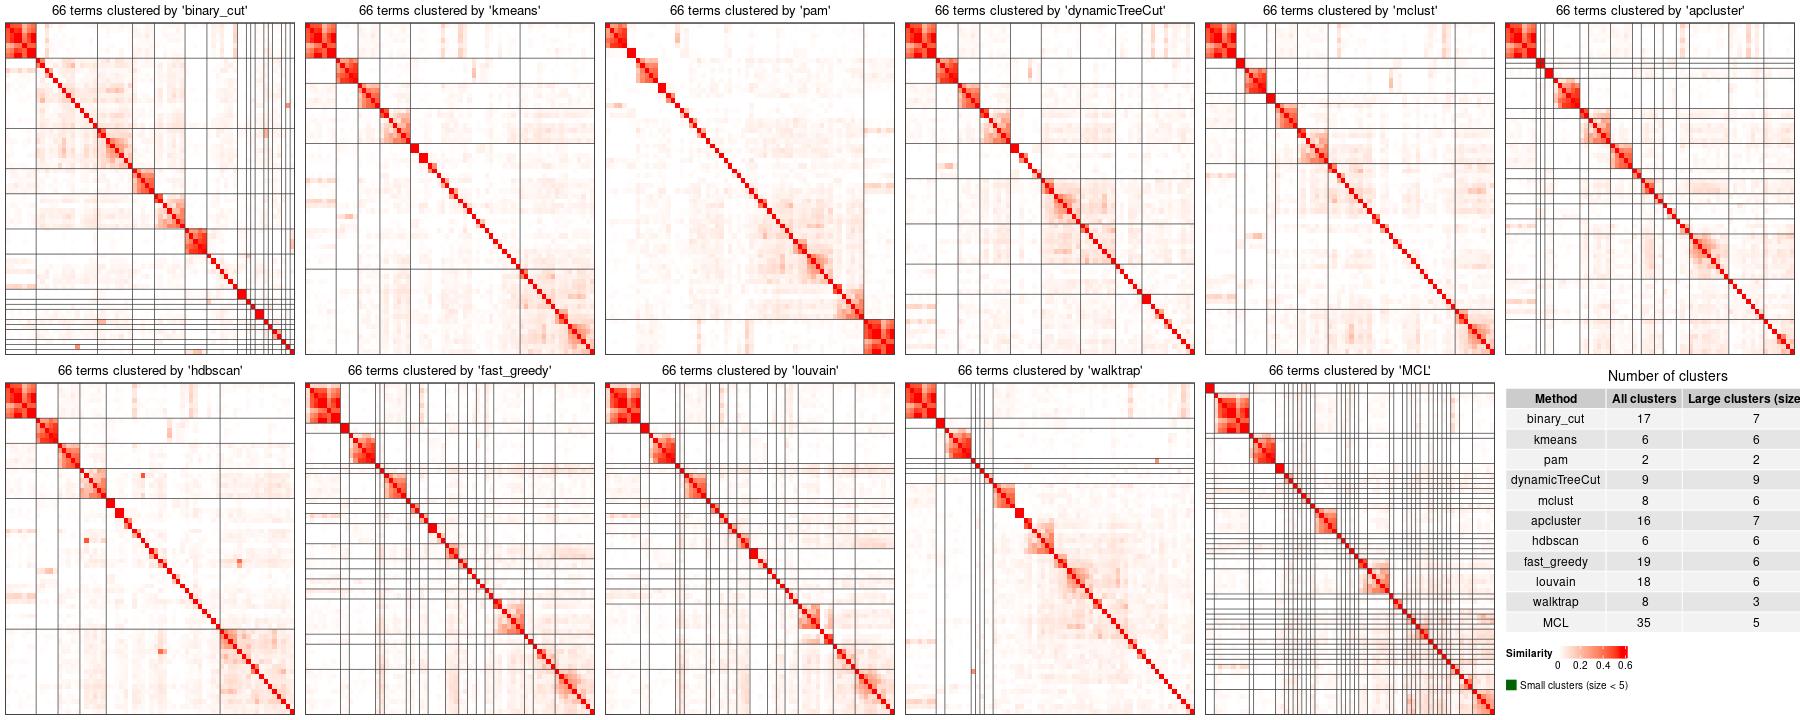 66 terms clustered by 'binary_cut'
66 terms clustered by 'kmeans'
66 terms clustered by 'pam'
66 terms clustered by 'dynamicTreeCut'
66 terms clustered by 'mclust'
66 terms clustered by 'apcluster'
66 terms clustered by 'hdbscan'
66 terms clustered by 'fast_greedy'
66 terms clustered by 'louvain'
66 terms clustered by 'walktrap'
66 terms clustered by 'MCL'
Number of clusters
Method All clusters Large clusters (size
binary_cut 17 7
kmeans 6 6
pam 2 2
dynamicTreeCut 9 9
mclust 8 6
apcluster 16 7
hdbscan 6 6
fast_greedy 19 6
louvain 18 6
walktrap 8 3
MCL 35 5
Similarity
0 0.2 0.4 0.6
Small clusters (size < 5)